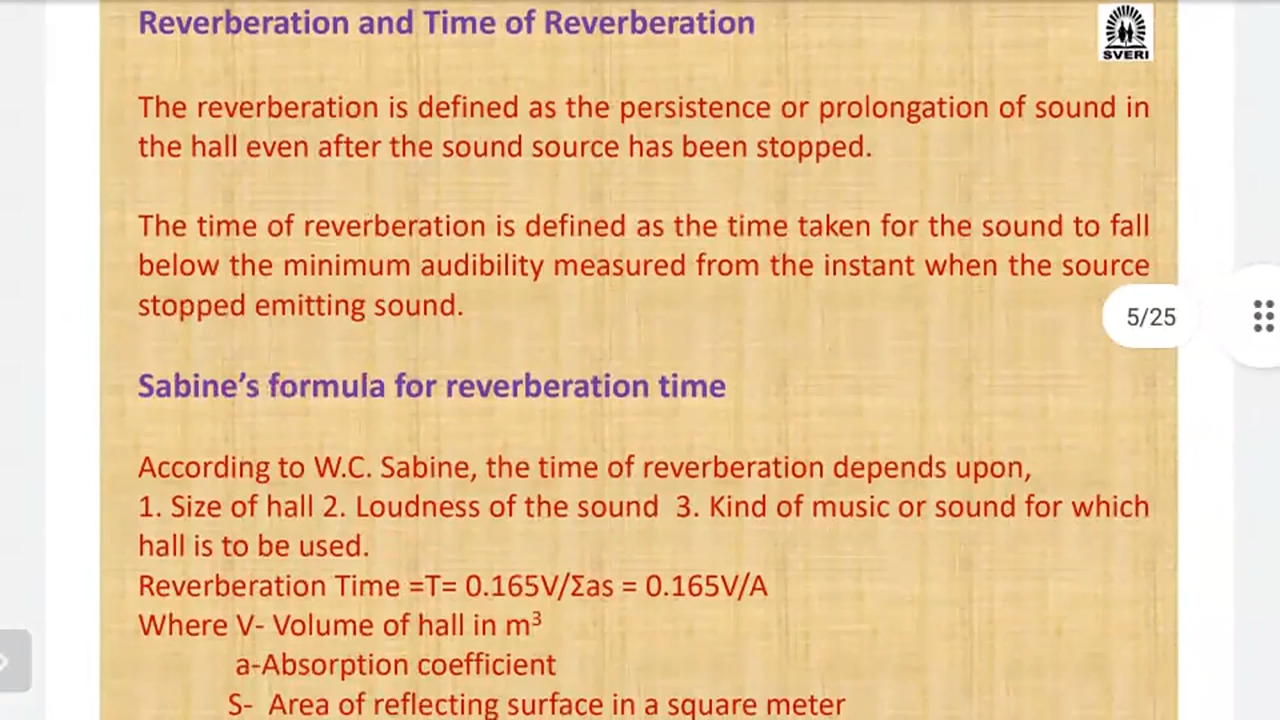 Reverberation and Time of Reverberation
SVERI
The reverberation is defined as the persistence or prolongation of sound in
the hall even after the sound source has been stopped.
The time of reverberation is defined as the time taken for the sound to fall
below the minimum audibility measured from the instant when the source
stopped emitting sound.
5/25
Sabine’s formula for reverberation time
According to W.C. Sabine, the time of reverberation depends upon,
1. Size of hall 2. Loudness of the sound  3. Kind of music or sound for which
hall is to be used.
Reverberation Time =T= 0.165V/Σas = 0.165V/A
Where V- Volume of hall in m³
a-Absorption coefficient
S-  Area of reflecting surface in a square meter